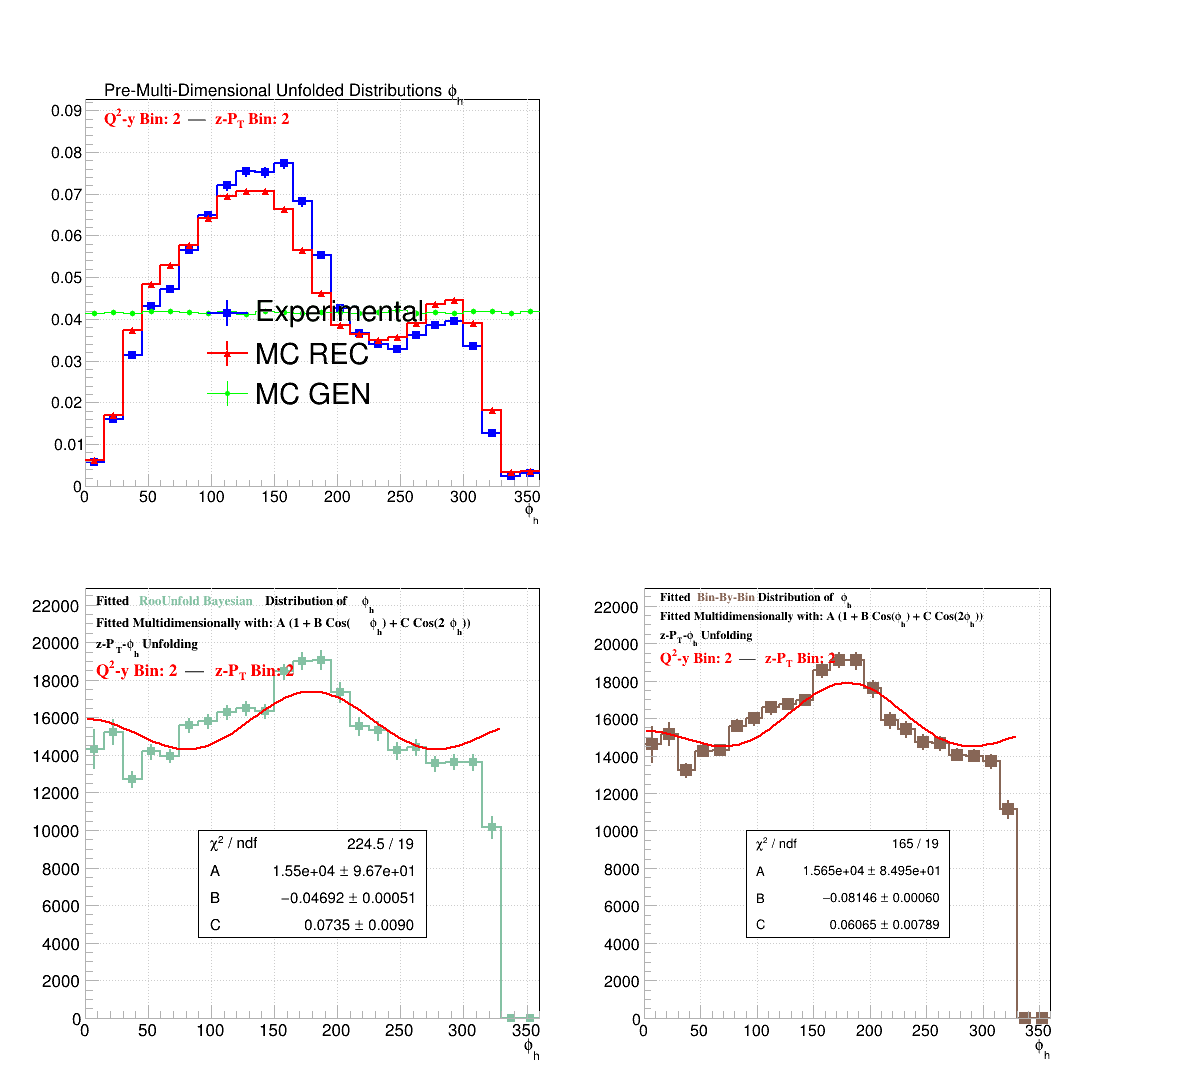 Pre-Multi-Dimensional Unfolded Distributions ϕh
Q²-y Bin: 2 — z-PT Bin: 2
0.09
0.08
0.07
0.06
0.05
0.04
0.03
0.02
0.01
0
Experimental
MC REC
MC GEN
0 50 100 150 200 250 300 350
ϕh
Fitted RooUnfold Bayesian Distribution of ϕh
Fitted Multidimensionally with: A (1 + B Cos( ϕh) + C Cos(2 ϕh))
z-PT-ϕh Unfolding
Q²-y Bin: 2 — z-PT Bin: 2
22000
20000
18000
16000
14000
12000
10000
8000
6000
4000
2000
0
χ² / ndf 224.5 / 19
A 1.55e+04 ± 9.67e+01
B −0.04692 ± 0.00051
C 0.0735 ± 0.0090
0 50 100 150 200 250 300 350
ϕh
Fitted Bin-By-Bin Distribution of ϕh
Fitted Multidimensionally with: A (1 + B Cos(ϕh) + C Cos(2ϕh))
z-PT-ϕh Unfolding
Q²-y Bin: 2 — z-PT Bin: 2
22000
20000
18000
16000
14000
12000
10000
8000
6000
4000
2000
0
χ² / ndf 165 / 19
A 1.565e+04 ± 8.495e+01
B −0.08146 ± 0.00060
C 0.06065 ± 0.00789
0 50 100 150 200 250 300 350
ϕh